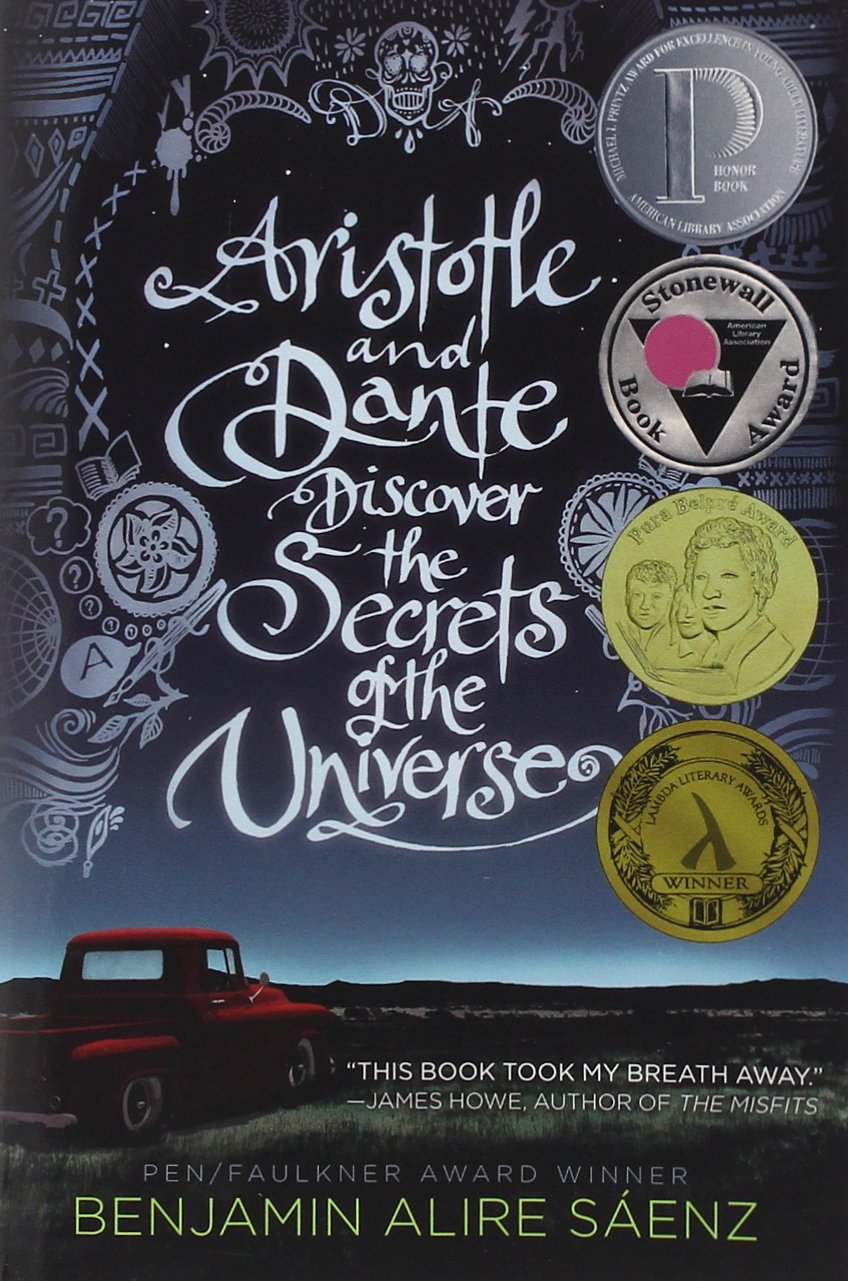 D A
Aristotle
and
Dante
Discover
the
Secrets
of the
Universe
A
?
?
MICHAEL L. PRINTZ AWARD FOR EXCELLENCE IN YOUNG ADULT LITERATURE
P
HONOR
BOOK
AMERICAN LIBRARY ASSOCIATION
Stonewall
American
Library
Association
Book
Award
Pura Belpré Award
LAMBDA LITERARY AWARDS
λ
WINNER
“THIS BOOK TOOK MY BREATH AWAY.”
—JAMES HOWE, AUTHOR OF THE MISFITS
PEN/FAULKNER AWARD WINNER
BENJAMIN ALIRE SÁENZ